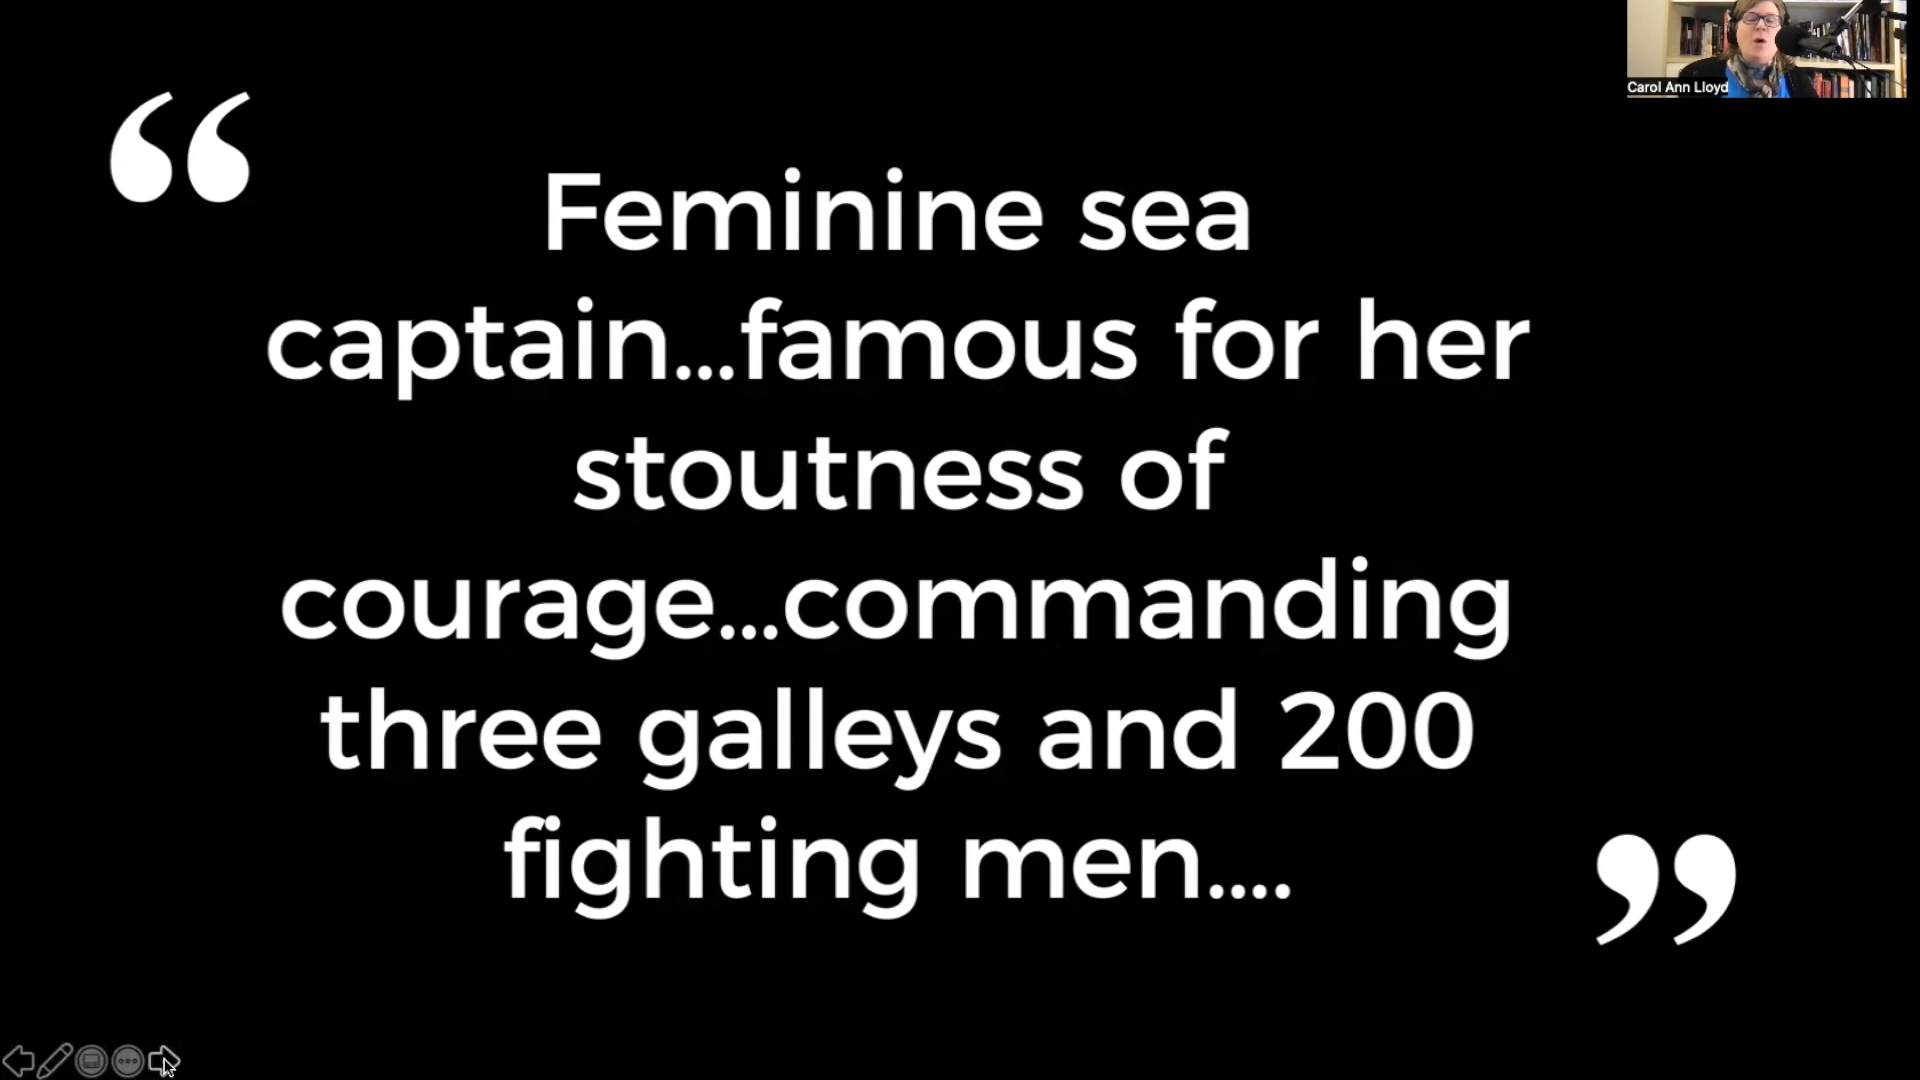 Carol Ann Lloyd
“
Feminine sea
captain...famous for her
stoutness of
courage...commanding
three galleys and 200
fighting men....
”